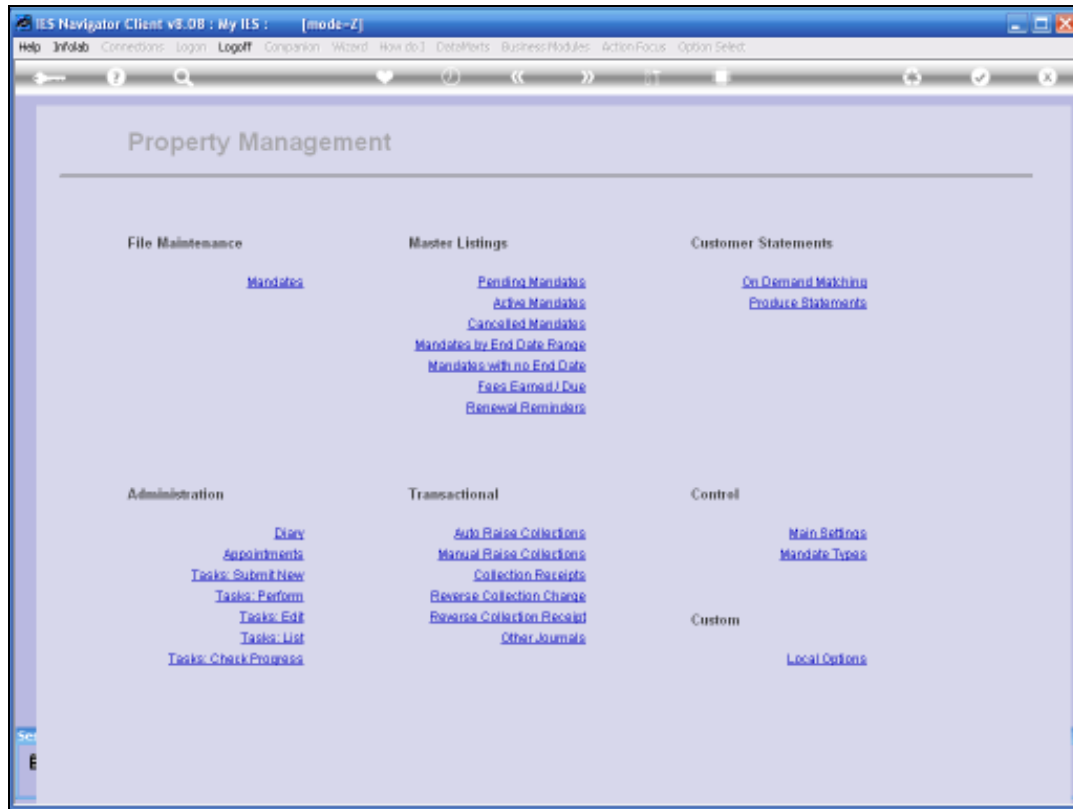 IES Navigator Client v8.08 : My IES : [mode=Z]
Help Infolab Connections Logon Logoff Companion Wizard How do I DataMarts Business Modules Action Focus Option Select
Property Management
File Maintenance
Mandates
Master Listings
Pending Mandates
Active Mandates
Cancelled Mandates
Mandates by End Date Range
Mandates with no End Date
Fees Earned / Due
Renewal Reminders
Customer Statements
On Demand Matching
Produce Statements
Administration
Diary
Appointments
Tasks: Submit New
Tasks: Perform
Tasks: Edit
Tasks: List
Tasks: Check Progress
Transactional
Auto Raise Collections
Manual Raise Collections
Collection Receipts
Reverse Collection Charge
Reverse Collection Receipt
Other Journals
Control
Main Settings
Mandate Types
Custom
Local Options